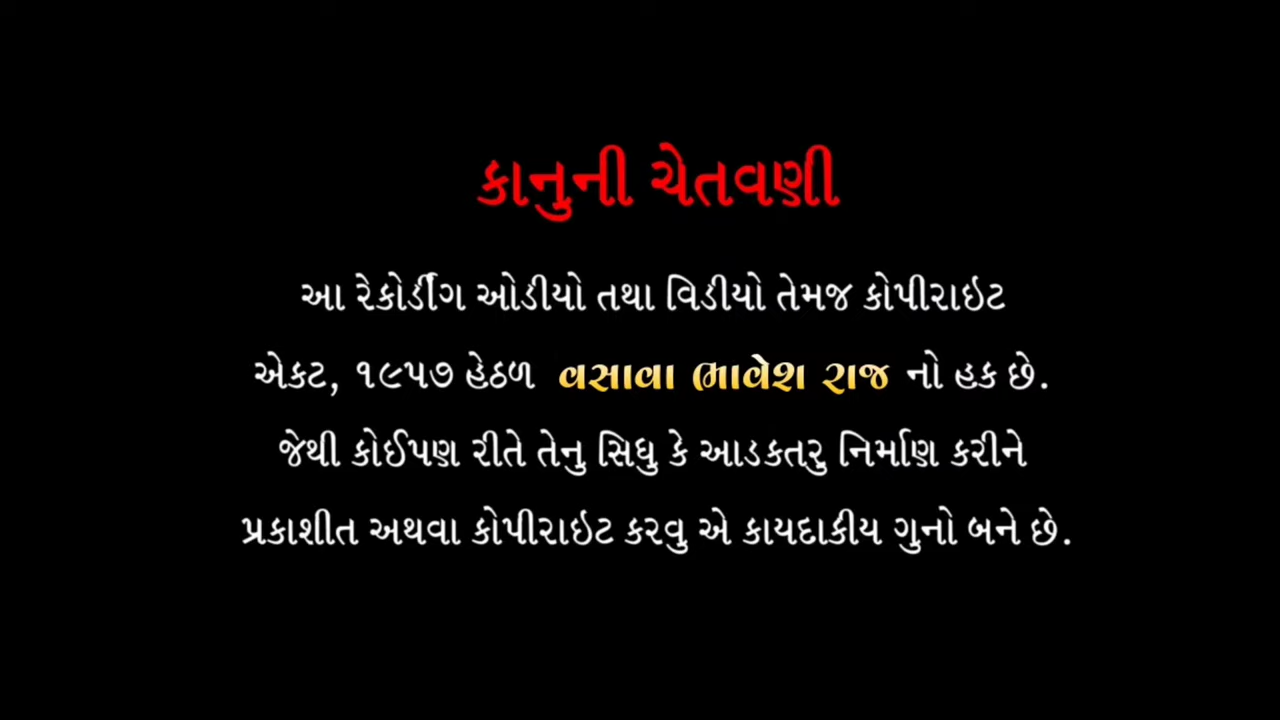 કાનુની ચેતવણી
આ રેકોર્ડીંગ ઓડીયો તથા વિડીયો તેમજ કોપીરાઇટ
એકટ, ૧૯૫૭ હેઠળ વસાવા ભાવેશ રાજ નો હક છે.
જેથી કોઈપણ રીતે તેનુ સિધુ કે આડકતરુ નિર્માણ કરીને
પ્રકાશીત અથવા કોપીરાઇટ કરવુ એ કાયદાકીય ગુનો બને છે.